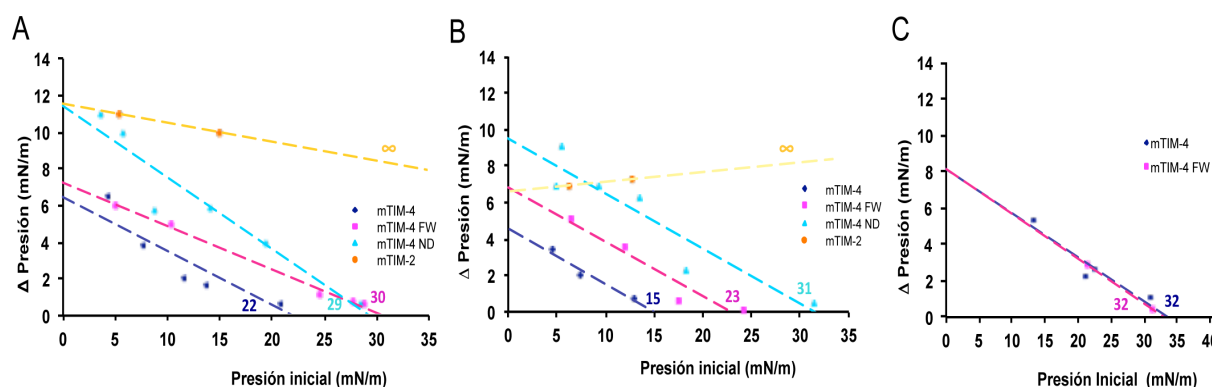 A
14
12
10
8
6
4
2
0
Δ Presión (mN/m)
0 5 10 15 20 25 30 35
Presión inicial (mN/m)
∞
mTIM-4
mTIM-4 FW
mTIM-4 ND
mTIM-2
22
29
30
B
14
12
10
8
6
4
2
0
Δ Presión (mN/m)
0 5 10 15 20 25 30 35
Presión inicial (mN/m)
∞
mTIM-4
mTIM-4 FW
mTIM-4 ND
mTIM-2
15
23
31
C
14
12
10
8
6
4
2
0
Δ Presión (mN/m)
0 5 10 15 20 25 30 35 40
Presión Inicial (mN/m)
mTIM-4
mTIM-4 FW
32
32